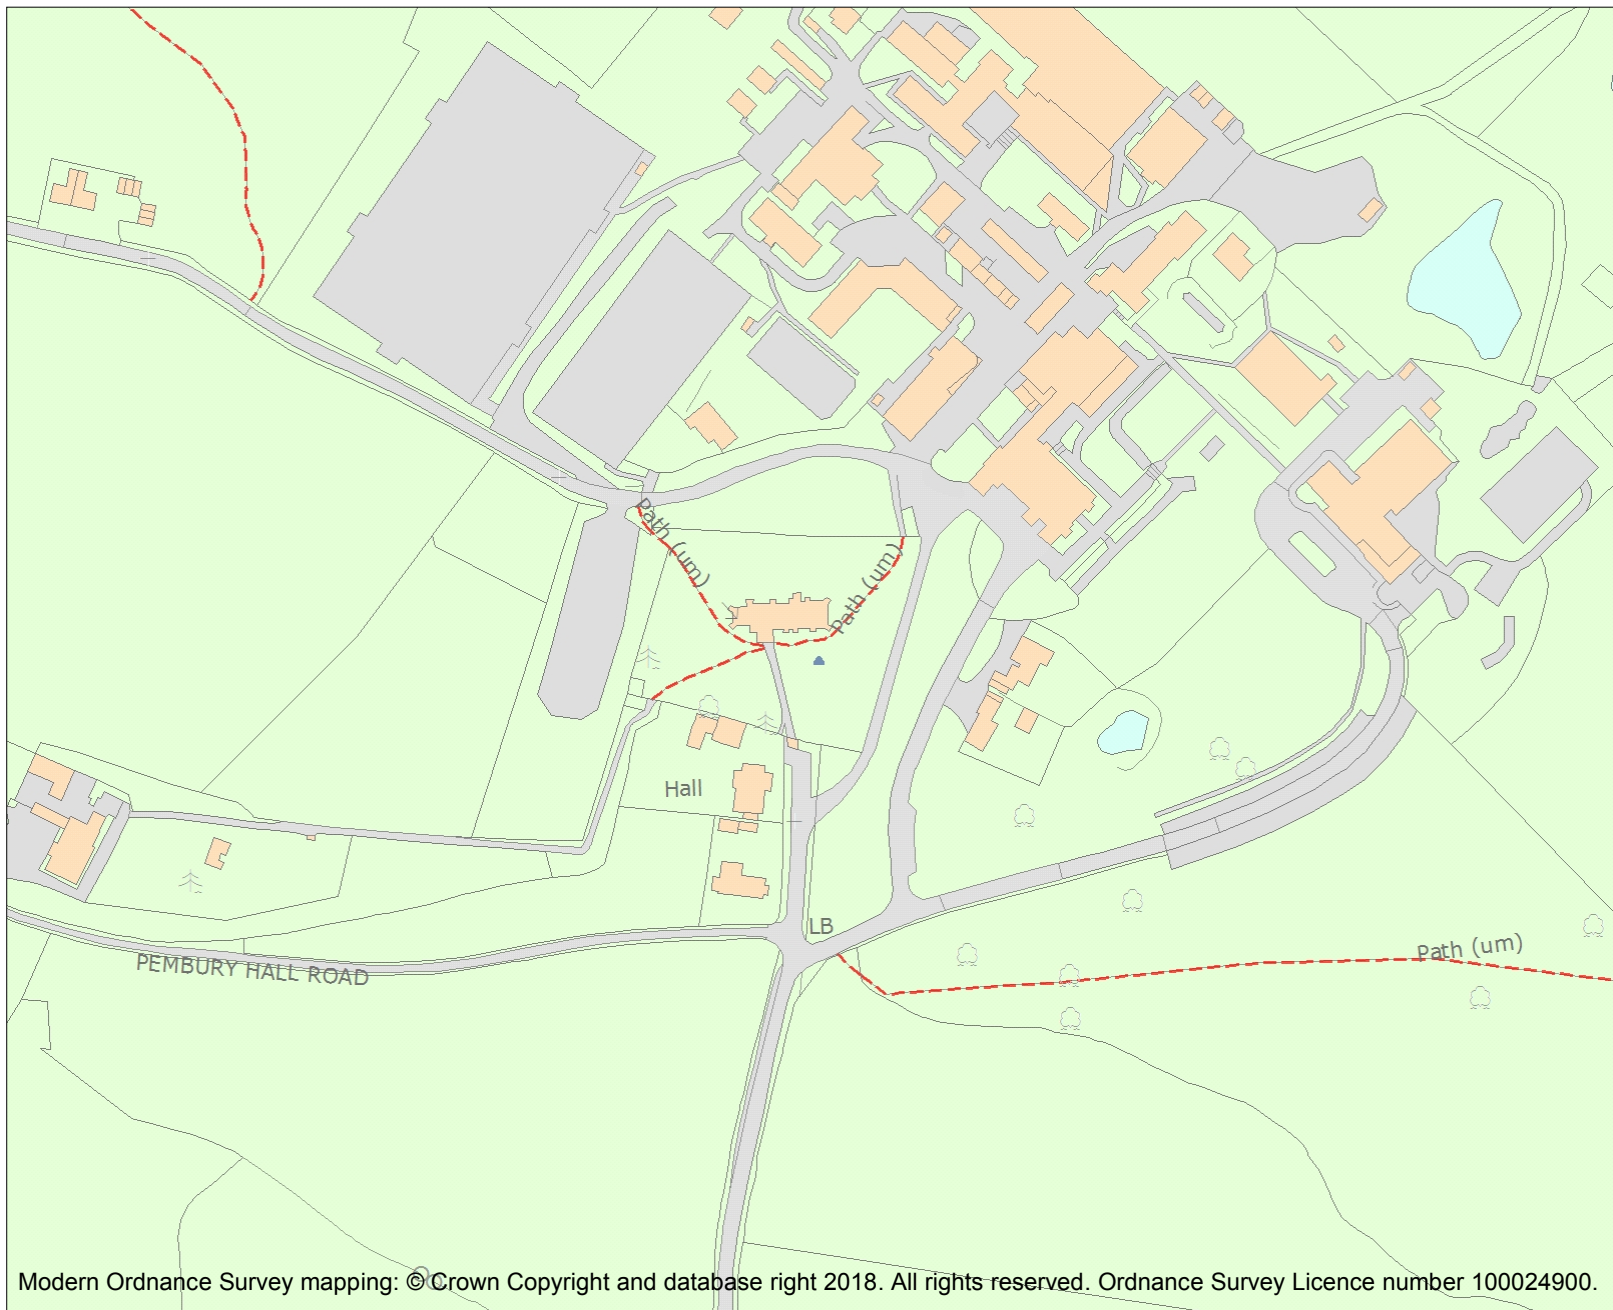 Path (um)
Path (um)
Hall
LB
Path (um)
PEMBURY HALL ROAD
Modern Ordnance Survey mapping: © Crown Copyright and database right 2018. All rights reserved. Ordnance Survey Licence number 100024900.